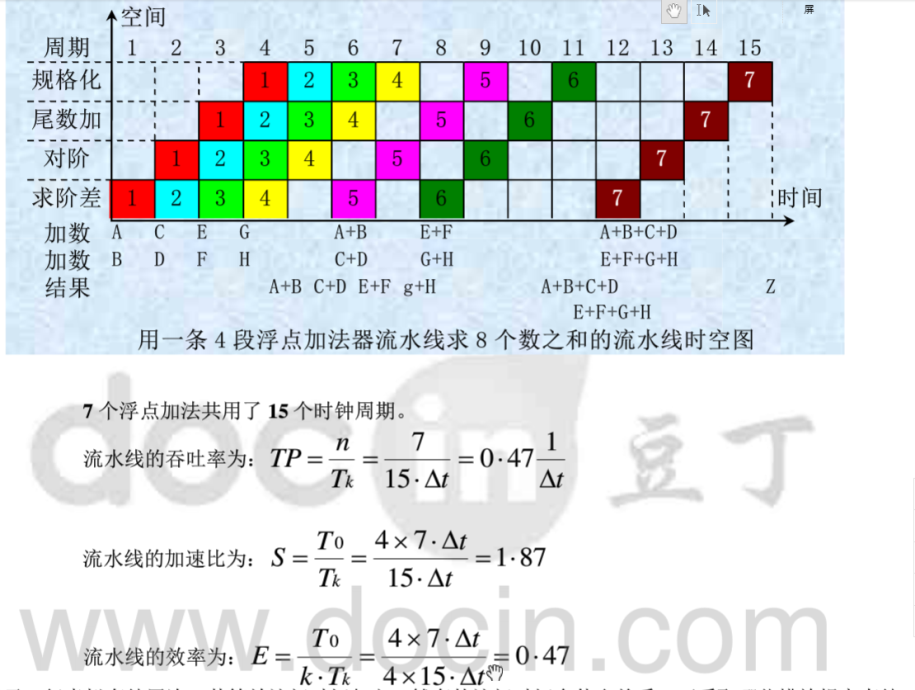 屏
空间
周期 1 2 3 4 5 6 7 8 9 10 11 12 13 14 15
规格化 1 2 3 4 5 6 7
尾数加 1 2 3 4 5 6 7
对阶 1 2 3 4 5 6 7
求阶差 1 2 3 4 5 6 7 时间
加数 A C E G A+B E+F A+B+C+D
加数 B D F H C+D G+H E+F+G+H
结果 A+B C+D E+F g+H A+B+C+D Z
E+F+G+H
用一条 4 段浮点加法器流水线求 8 个数之和的流水线时空图
7 个浮点加法共用了 15 个时钟周期。
流水线的吞吐率为: TP = n / Tk = 7 / 15·Δt = 0·47 1 / Δt
流水线的加速比为: S = T0 / Tk = 4×7·Δt / 15·Δt = 1·87
流水线的效率为: E = T0 / k·Tk = 4×7·Δt / 4×15·Δt = 0·47
docin 豆丁
www.docin.com